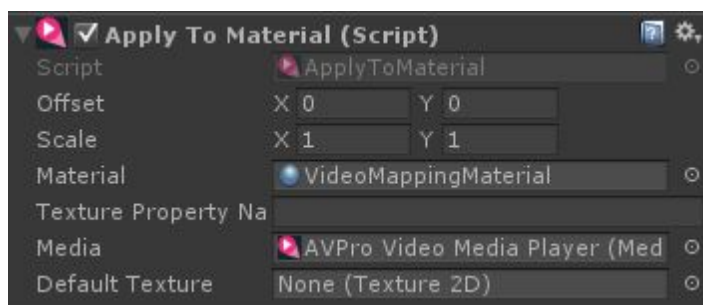 Apply To Material (Script)
Script ApplyToMaterial
Offset X 0 Y 0
Scale X 1 Y 1
Material VideoMappingMaterial
Texture Property Na
Media AVPro Video Media Player (Med
Default Texture None (Texture 2D)